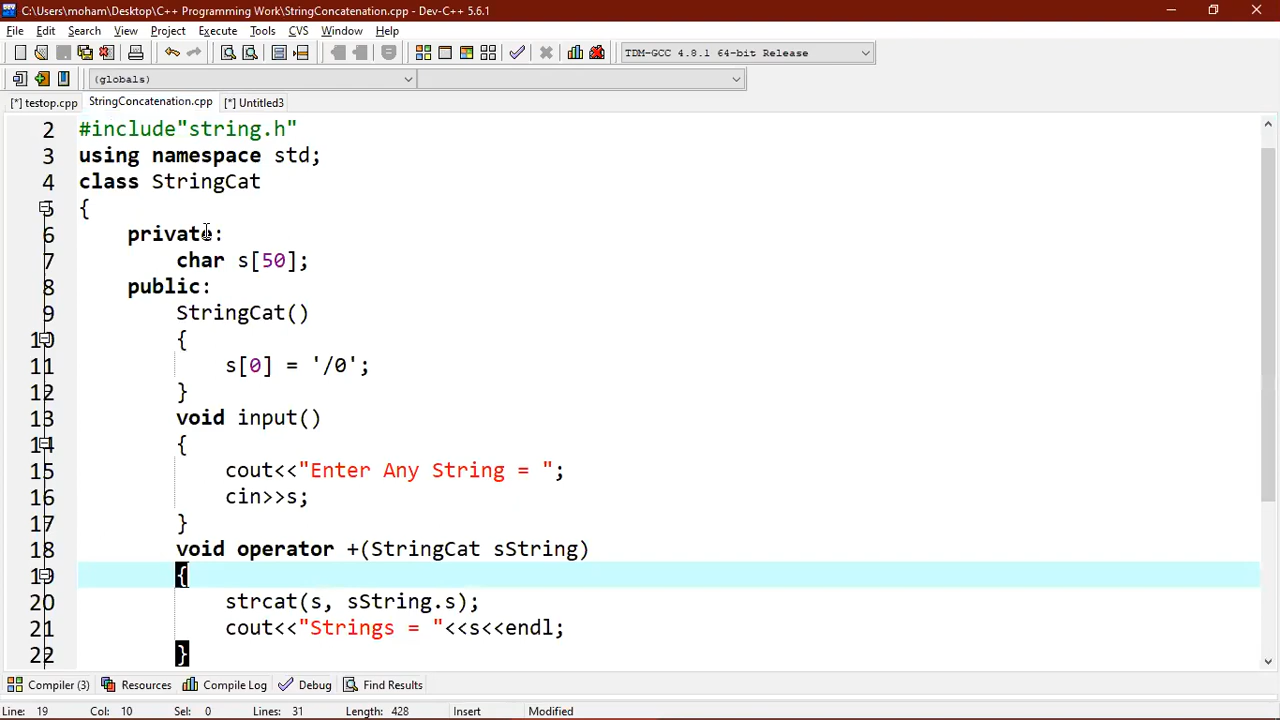 C:\Users\moham\Desktop\C++ Programming Work\StringConcatenation.cpp - Dev-C++ 5.6.1
File Edit Search View Project Execute Tools CVS Window Help
TDM-GCC 4.8.1 64-bit Release
(globals)
[*] testop.cpp StringConcatenation.cpp [*] Untitled3
2 #include"string.h"
3 using namespace std;
4 class StringCat
5 {
6 private:
7 char s[50];
8 public:
9 StringCat()
10 {
11 s[0] = '/0';
12 }
13 void input()
14 {
15 cout<<"Enter Any String = ";
16 cin>>s;
17 }
18 void operator +(StringCat sString)
19 {
20 strcat(s, sString.s);
21 cout<<"Strings = "<<s<<endl;
22 }
Compiler (3) Resources Compile Log Debug Find Results
Line: 19 Col: 10 Sel: 0 Lines: 31 Length: 428 Insert Modified